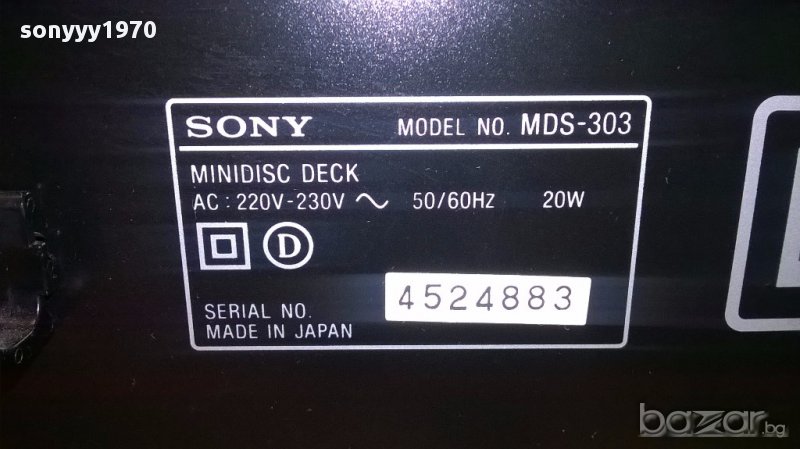 sonyyy1970
SONY MODEL NO. MDS-303
MINIDISC DECK
AC : 220V-230V ~ 50/60Hz 20W
D
SERIAL NO. 4524883
MADE IN JAPAN
bazar.bg